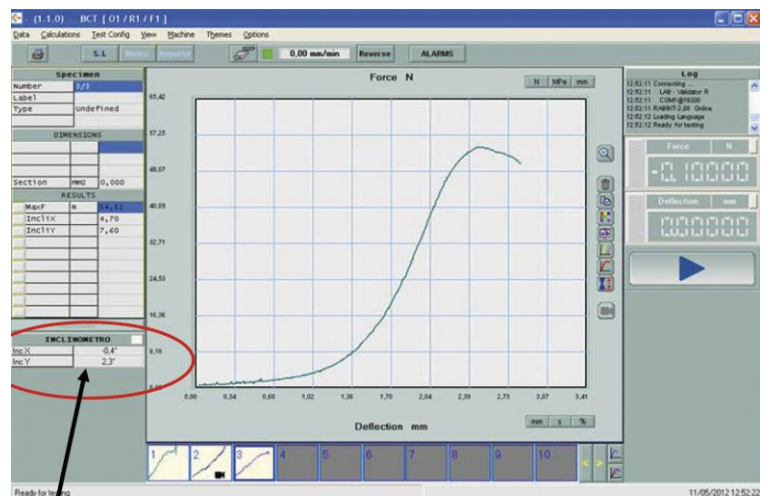 (1.1.0) BCT [ O1 / R1 / F1 ]
Data Calculations Test Config View Machine Themes Options
S.I. Metric Imperial 0,00 mm/min Reverse ALARMS
Specimen
Number 3/3
Label
Type Undefined
DIMENSIONS
Section mm2 0,000
RESULTS
MaxF N
IncliX 4,70
IncliY 7,60
INCLINOMETRO
Inc.X -0,4°
Inc.Y 2,3°
Force N
N MPa mm
65,42
57,25
49,07
40,89
32,71
24,53
16,36
8,18
0,00
0,00 0,34 0,68 1,02 1,36 1,70 2,04 2,39 2,73 3,07 3,41
Deflection mm
mm s %
1 2 3 4 5 6 7 8 9 10
Log
12:52:11 Connecting ...
12:52:11 LAB - Validator R
12:52:11 COM1@19200
12:52:11 RABBIT-2.08 Online
12:52:12 Loading Language
12:52:12 Ready for testing
Force N
-0.10000
Deflection mm
0.00000
Ready for testing
11/05/2012 12:52:22